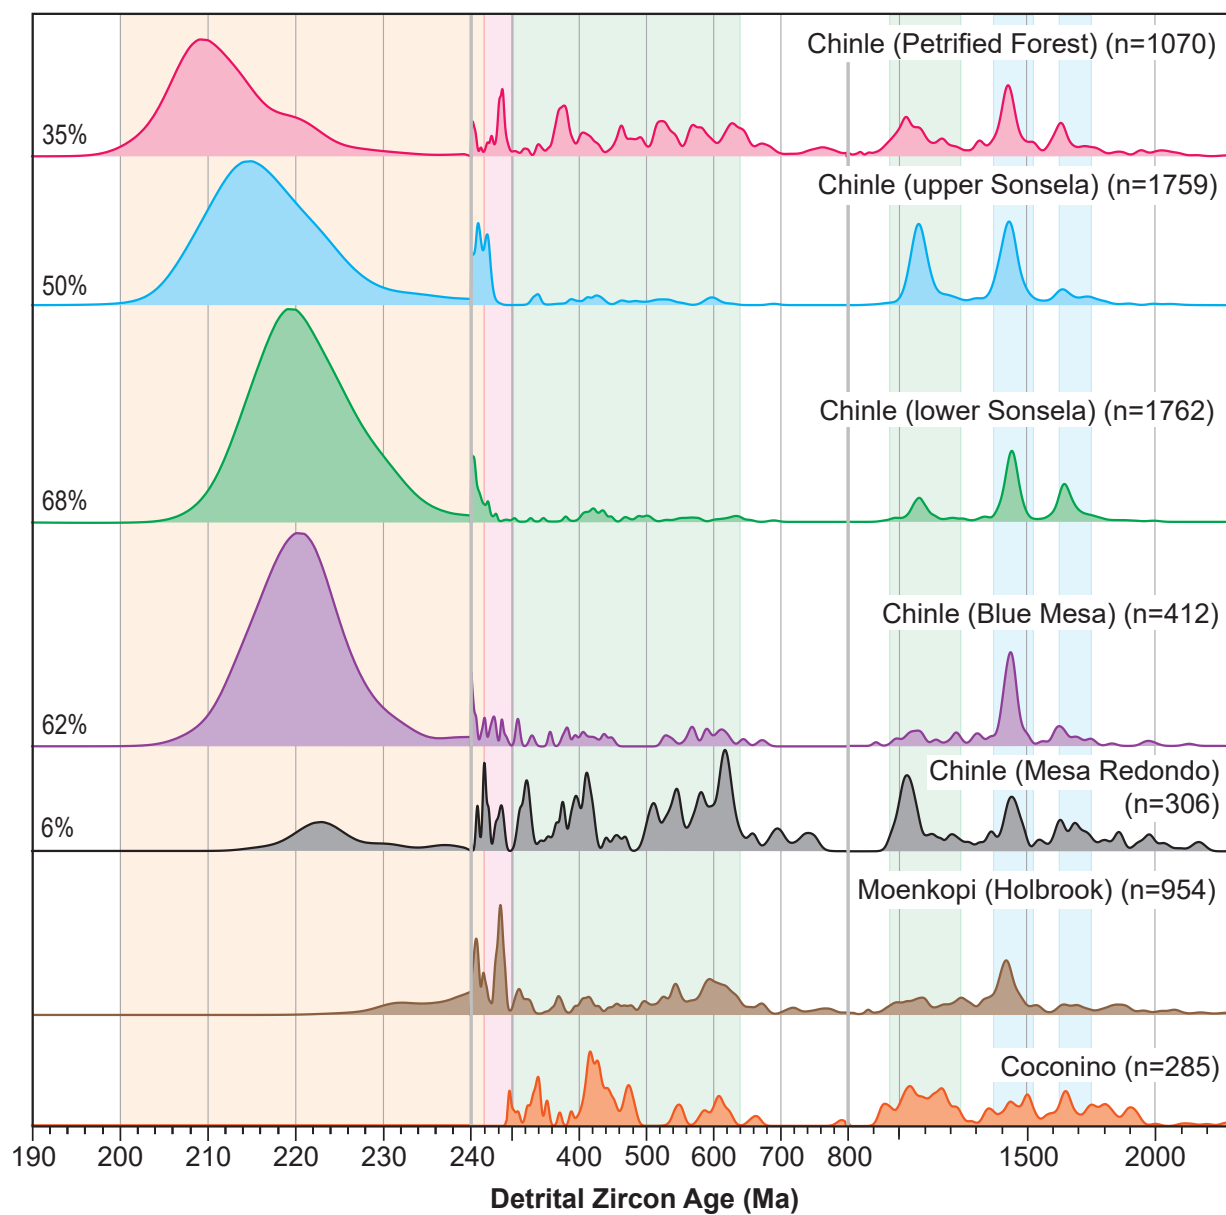 Chinle (Petrified Forest) (n=1070)
35%
Chinle (upper Sonsela) (n=1759)
50%
Chinle (lower Sonsela) (n=1762)
68%
Chinle (Blue Mesa) (n=412)
62%
Chinle (Mesa Redondo)
(n=306)
6%
Moenkopi (Holbrook) (n=954)
Coconino (n=285)
190 200 210 220 230 240 400 500 600 700 800 1500 2000
Detrital Zircon Age (Ma)